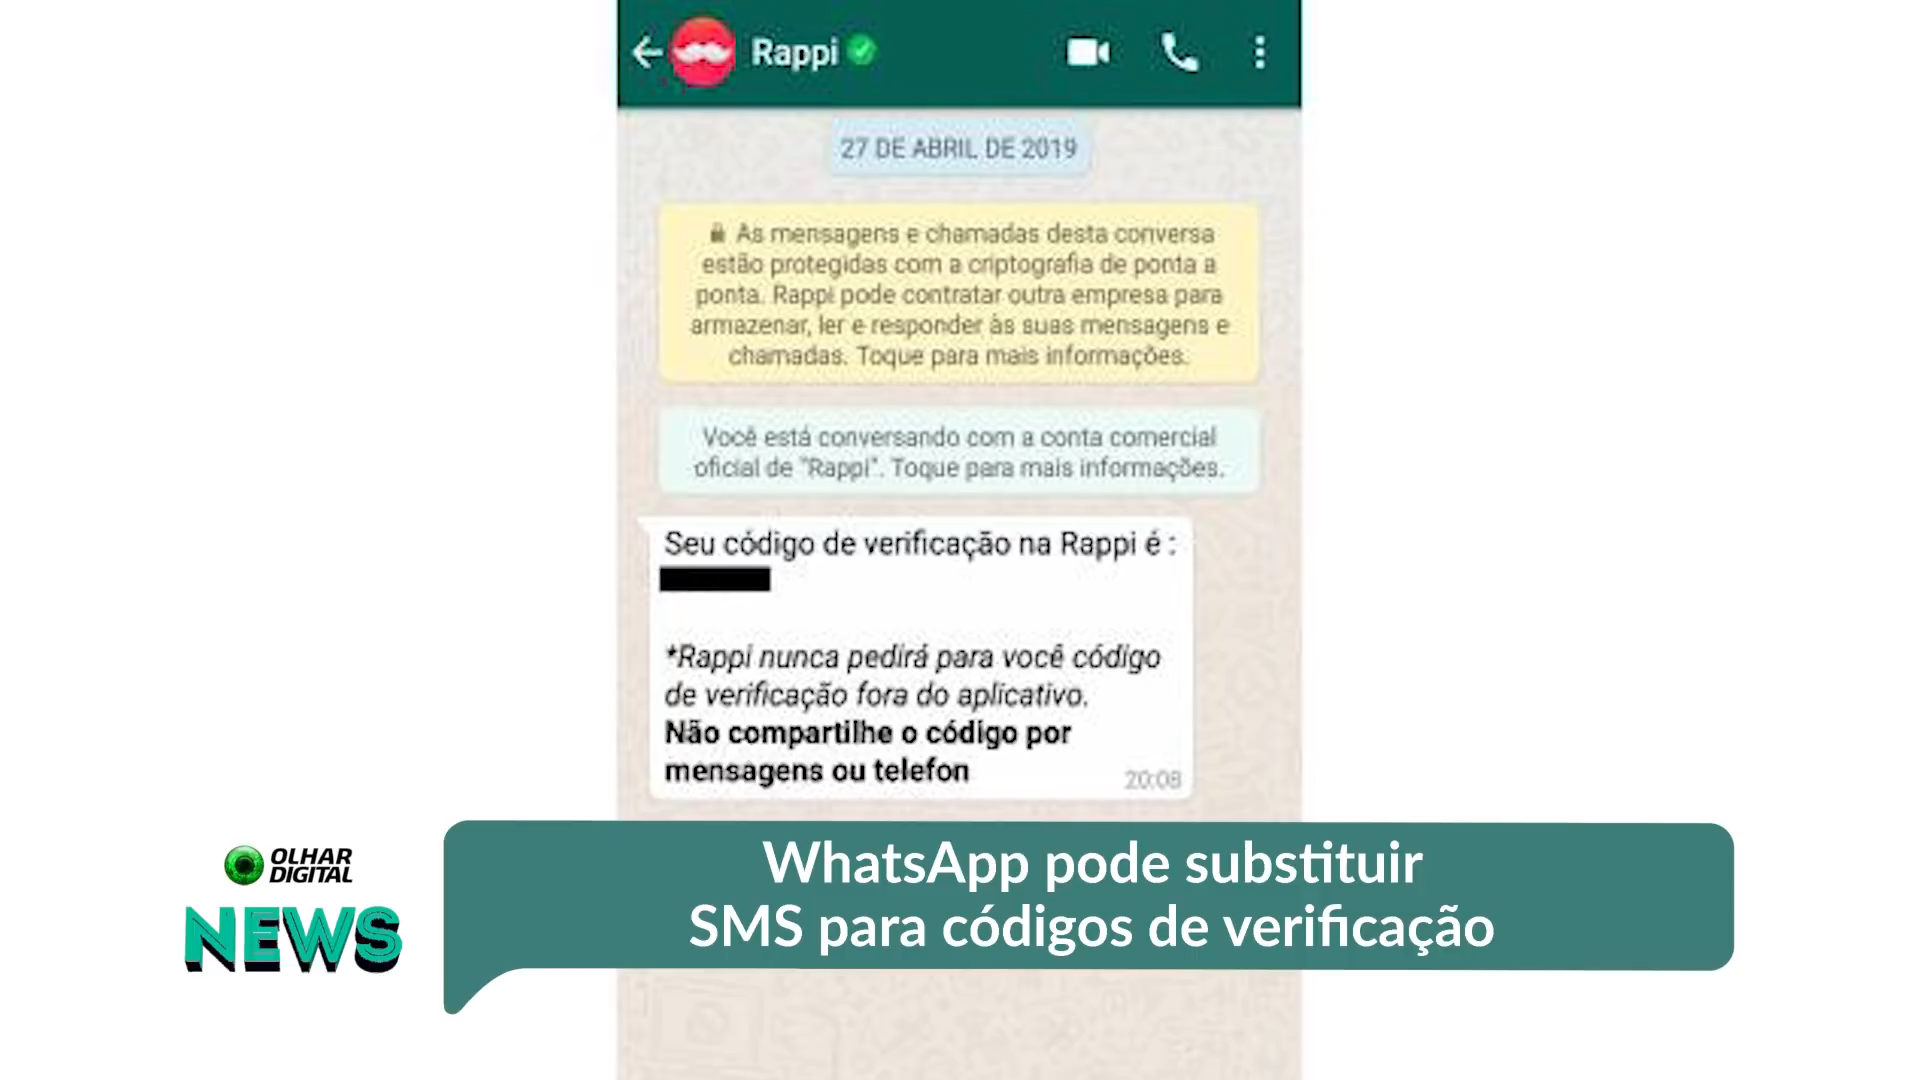 Rappi
27 DE ABRIL DE 2019
As mensagens e chamadas desta conversa
estão protegidas com a criptografia de ponta a
ponta. Rappi pode contratar outra empresa para
armazenar, ler e responder às suas mensagens e
chamadas. Toque para mais informações.
Você está conversando com a conta comercial
oficial de "Rappi". Toque para mais informações.
Seu código de verificação na Rappi é :
*Rappi nunca pedirá para você código
de verificação fora do aplicativo.
Não compartilhe o código por
mensagens ou telefon
20:08
OLHAR
DIGITAL
NEWS
WhatsApp pode substituir
SMS para códigos de verificação